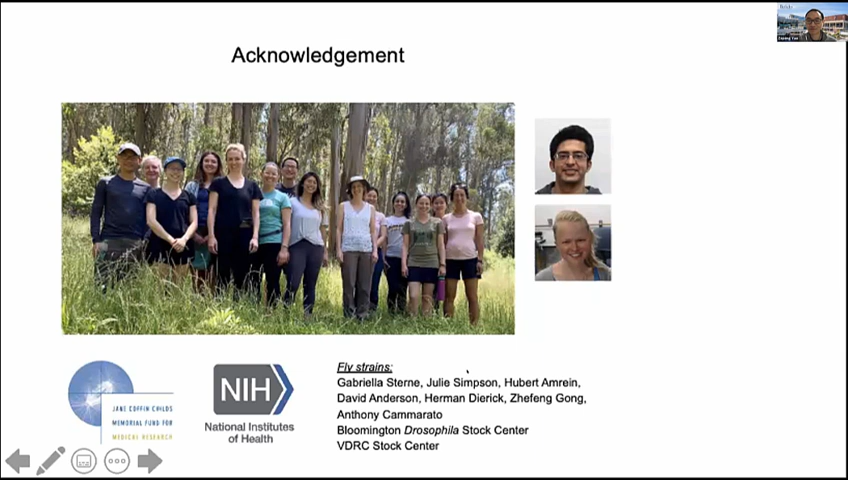 Acknowledgement
JANE COFFIN CHILDS
MEMORIAL FUND FOR
MEDICAL RESEARCH
NIH
National Institutes
of Health
Fly strains:
Gabriella Sterne, Julie Simpson, Hubert Amrein,
David Anderson, Herman Dierick, Zhefeng Gong,
Anthony Cammarato
Bloomington Drosophila Stock Center
VDRC Stock Center